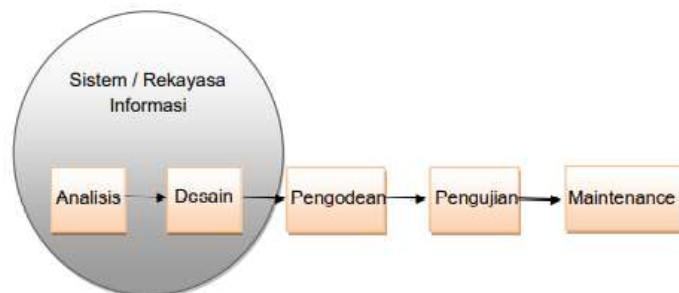 Sistem / Rekayasa
Informasi
Analisis
Desain
Pengodean
Pengujian
Maintenance